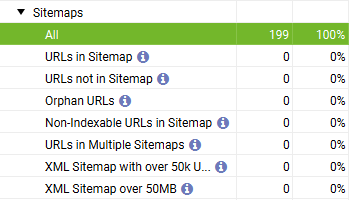 Sitemaps
All 199 100%
URLs in Sitemap 0 0%
URLs not in Sitemap 0 0%
Orphan URLs 0 0%
Non-Indexable URLs in Sitemap 0 0%
URLs in Multiple Sitemaps 0 0%
XML Sitemap with over 50k U... 0 0%
XML Sitemap over 50MB 0 0%